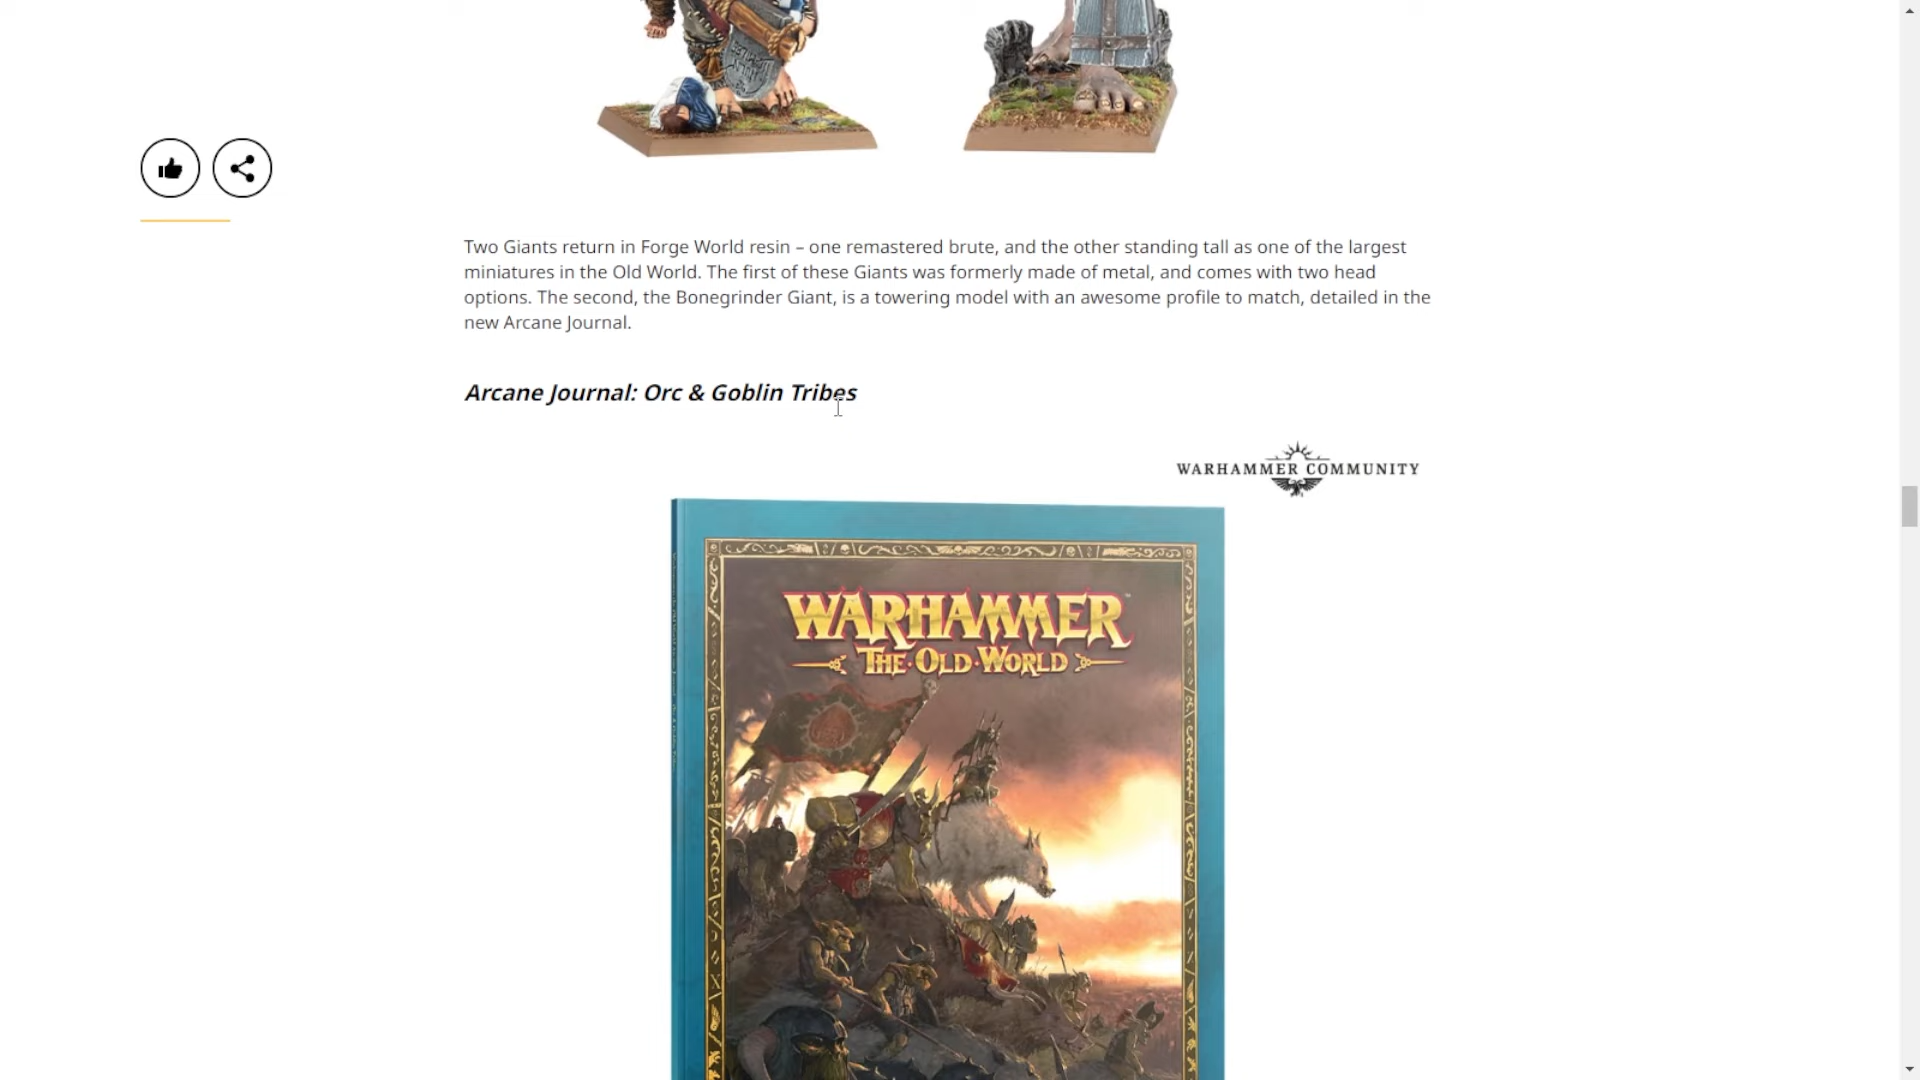 Two Giants return in Forge World resin – one remastered brute, and the other standing tall as one of the largest
miniatures in the Old World. The first of these Giants was formerly made of metal, and comes with two head
options. The second, the Bonegrinder Giant, is a towering model with an awesome profile to match, detailed in the
new Arcane Journal.
Arcane Journal: Orc & Goblin Tribes
WARHAMMER COMMUNITY
WARHAMMER™
THE·OLD·WORLD